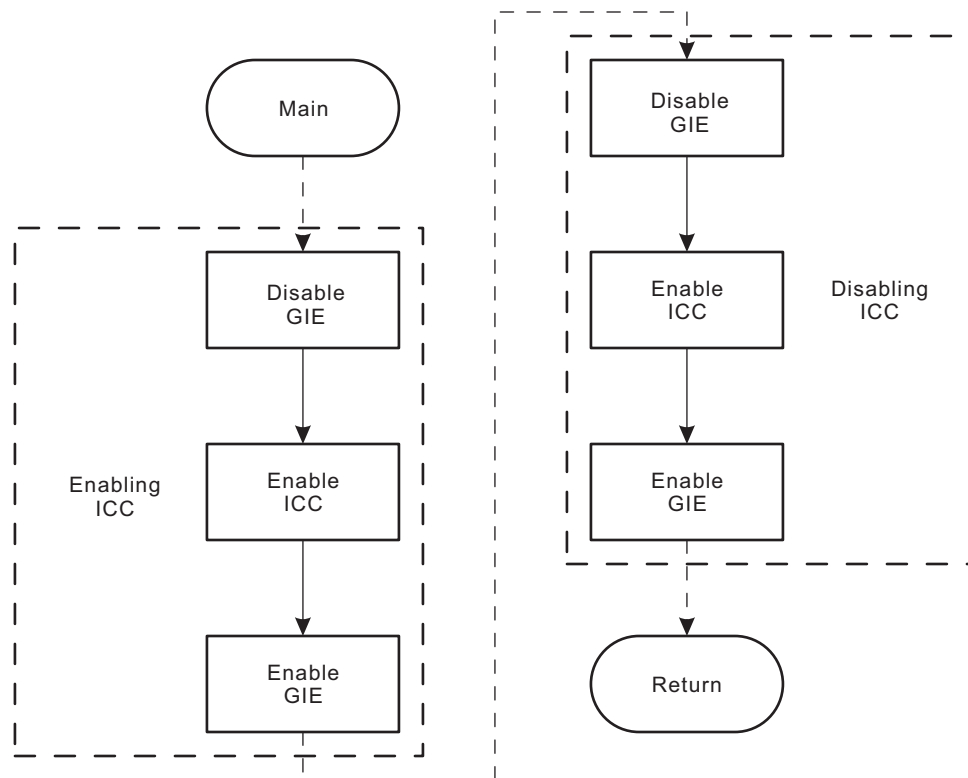 Main
Disable
GIE
Enabling
ICC
Enable
ICC
Enable
GIE
Disable
GIE
Enable
ICC
Disabling
ICC
Enable
GIE
Return